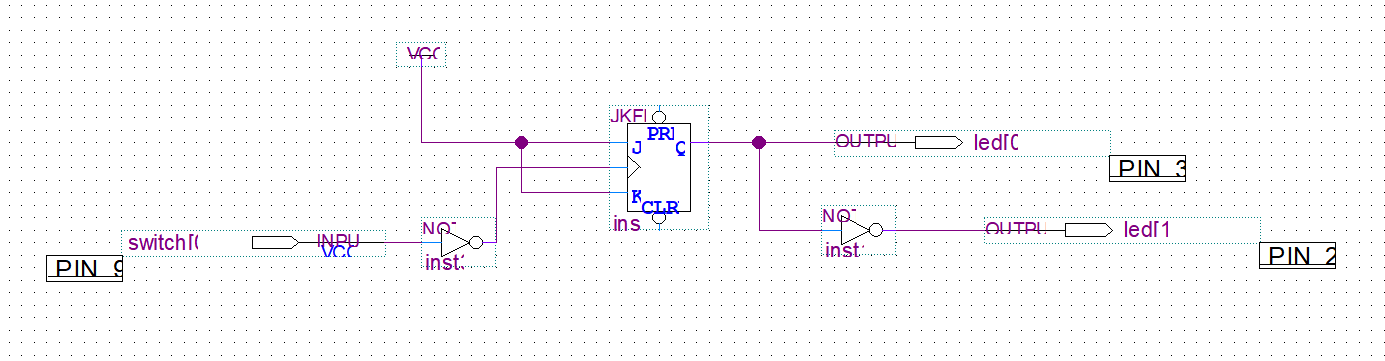 VCC
JKFF
PRN
J
Q
K
CLRN
inst
OUTPUT
led[0
PIN_3
switch[0
INPUT
VCC
PIN_9
NOT
inst
NOT
inst
OUTPUT
led[1
PIN_2